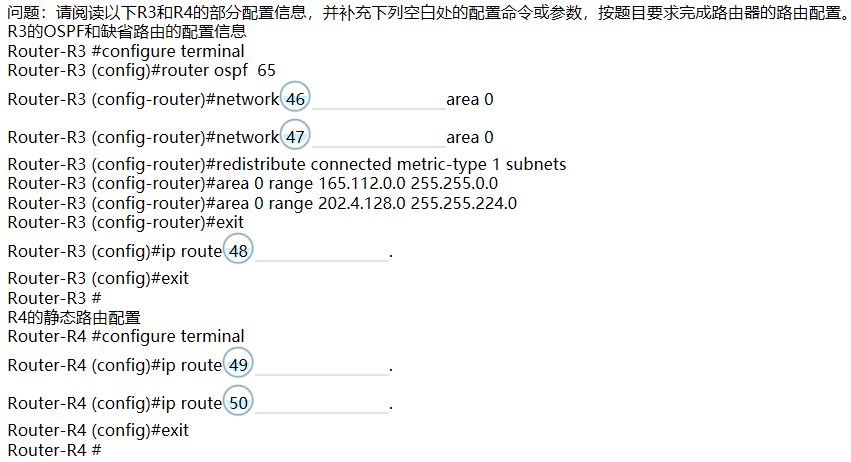 问题：请阅读以下R3和R4的部分配置信息，并补充下列空白处的配置命令或参数，按题目要求完成路由器的路由配置。
R3的OSPF和缺省路由的配置信息
Router-R3 #configure terminal
Router-R3 (config)#router ospf  65
Router-R3 (config-router)#network 46 ______________ area 0
Router-R3 (config-router)#network 47 ______________ area 0
Router-R3 (config-router)#redistribute connected metric-type 1 subnets
Router-R3 (config-router)#area 0 range 165.112.0.0 255.255.0.0
Router-R3 (config-router)#area 0 range 202.4.128.0 255.255.224.0
Router-R3 (config-router)#exit
Router-R3 (config)#ip route 48 ______________.
Router-R3 (config)#exit
Router-R3 #
R4的静态路由配置
Router-R4 #configure terminal
Router-R4 (config)#ip route 49 ______________.
Router-R4 (config)#ip route 50 ______________.
Router-R4 (config)#exit
Router-R4 #